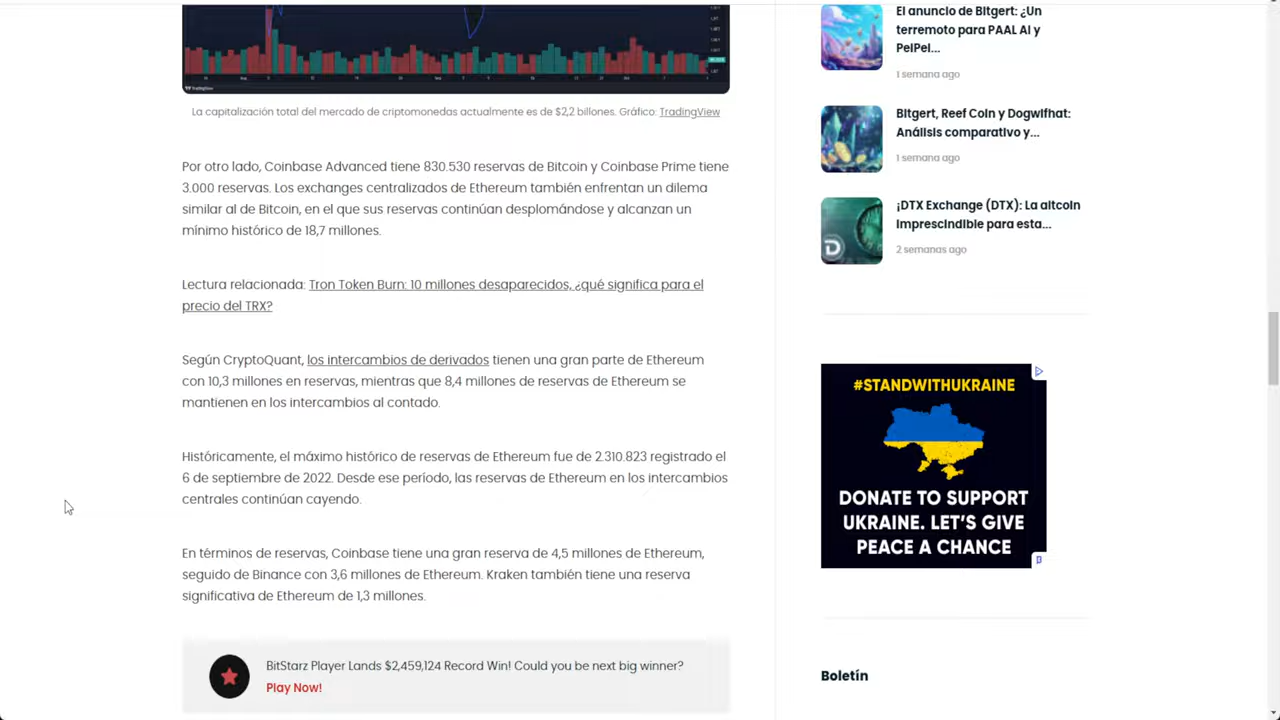 TradingView
La capitalización total del mercado de criptomonedas actualmente es de $2,2 billones. Gráfico: TradingView
Por otro lado, Coinbase Advanced tiene 830.530 reservas de Bitcoin y Coinbase Prime tiene
3.000 reservas. Los exchanges centralizados de Ethereum también enfrentan un dilema
similar al de Bitcoin, en el que sus reservas continúan desplomándose y alcanzan un
mínimo histórico de 18,7 millones.
Lectura relacionada: Tron Token Burn: 10 millones desaparecidos, ¿qué significa para el
precio del TRX?
Según CryptoQuant, los intercambios de derivados tienen una gran parte de Ethereum
con 10,3 millones en reservas, mientras que 8,4 millones de reservas de Ethereum se
mantienen en los intercambios al contado.
Históricamente, el máximo histórico de reservas de Ethereum fue de 2.310.823 registrado el
6 de septiembre de 2022. Desde ese período, las reservas de Ethereum en los intercambios
centrales continúan cayendo.
En términos de reservas, Coinbase tiene una gran reserva de 4,5 millones de Ethereum,
seguido de Binance con 3,6 millones de Ethereum. Kraken también tiene una reserva
significativa de Ethereum de 1,3 millones.
BitStarz Player Lands $2,459,124 Record Win! Could you be next big winner?
Play Now!
El anuncio de Bitgert: ¿Un
terremoto para PAAL AI y
PeiPei...
1 semana ago
Bitgert, Reef Coin y Dogwifhat:
Análisis comparativo y...
1 semana ago
¡DTX Exchange (DTX): La altcoin
imprescindible para esta...
2 semanas ago
#STANDWITHUKRAINE
DONATE TO SUPPORT
UKRAINE. LET'S GIVE
PEACE A CHANCE
Boletín